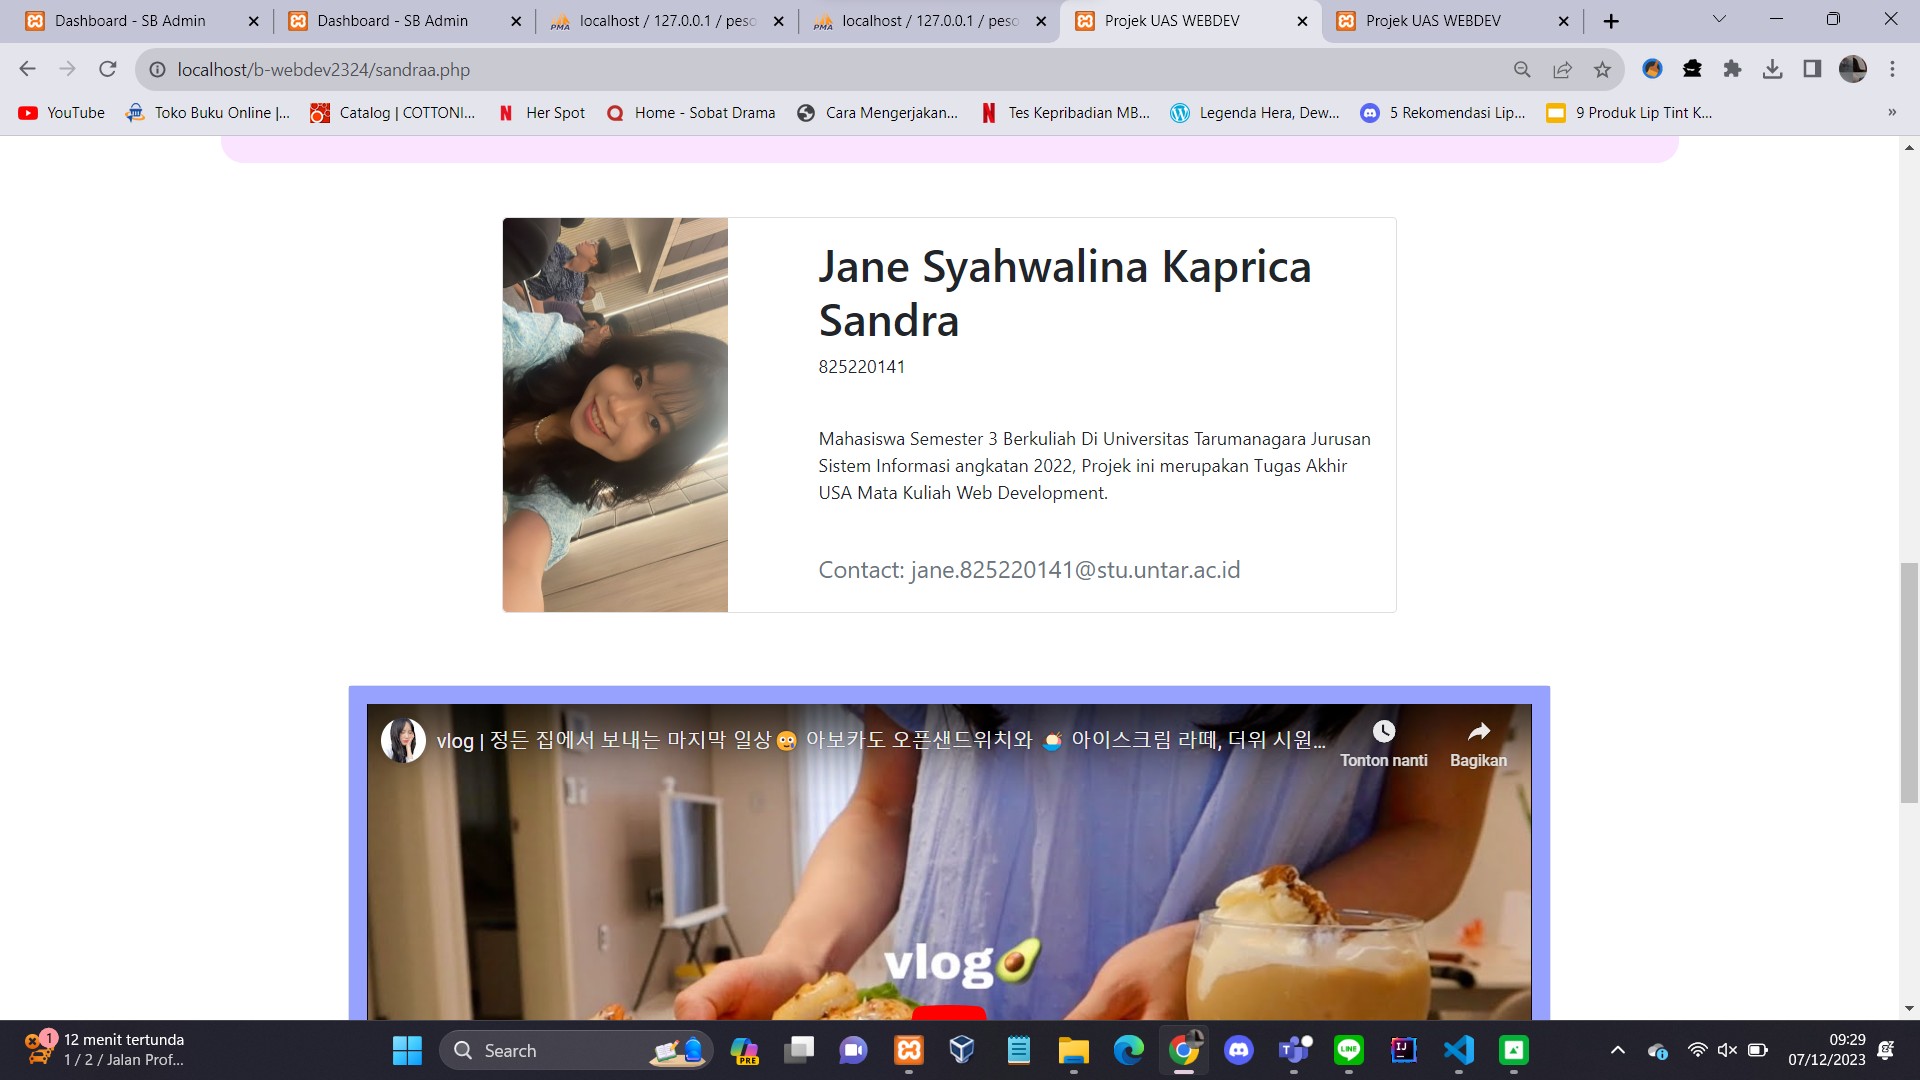 Dashboard - SB Admin
Dashboard - SB Admin
localhost / 127.0.0.1 / peso
localhost / 127.0.0.1 / peso
Projek UAS WEBDEV
Projek UAS WEBDEV
localhost/b-webdev2324/sandraa.php
YouTube
Toko Buku Online |...
Catalog | COTTONI...
Her Spot
Home - Sobat Drama
Cara Mengerjakan...
Tes Kepribadian MB...
Legenda Hera, Dew...
5 Rekomendasi Lip...
9 Produk Lip Tint K...
»
Jane Syahwalina Kaprica
Sandra
825220141
Mahasiswa Semester 3 Berkuliah Di Universitas Tarumanagara Jurusan
Sistem Informasi angkatan 2022, Projek ini merupakan Tugas Akhir
USA Mata Kuliah Web Development.
Contact: jane.825220141@stu.untar.ac.id
vlog | 정든 집에서 보내는 마지막 일상😳 아보카도 오픈샌드위치와 🍧 아이스크림 라떼, 더위 시원...
Tonton nanti
Bagikan
vlog🥑
1
12 menit tertunda
1 / 2 / Jalan Prof...
Search
PRE
LINE
IJ
09:29
07/12/2023